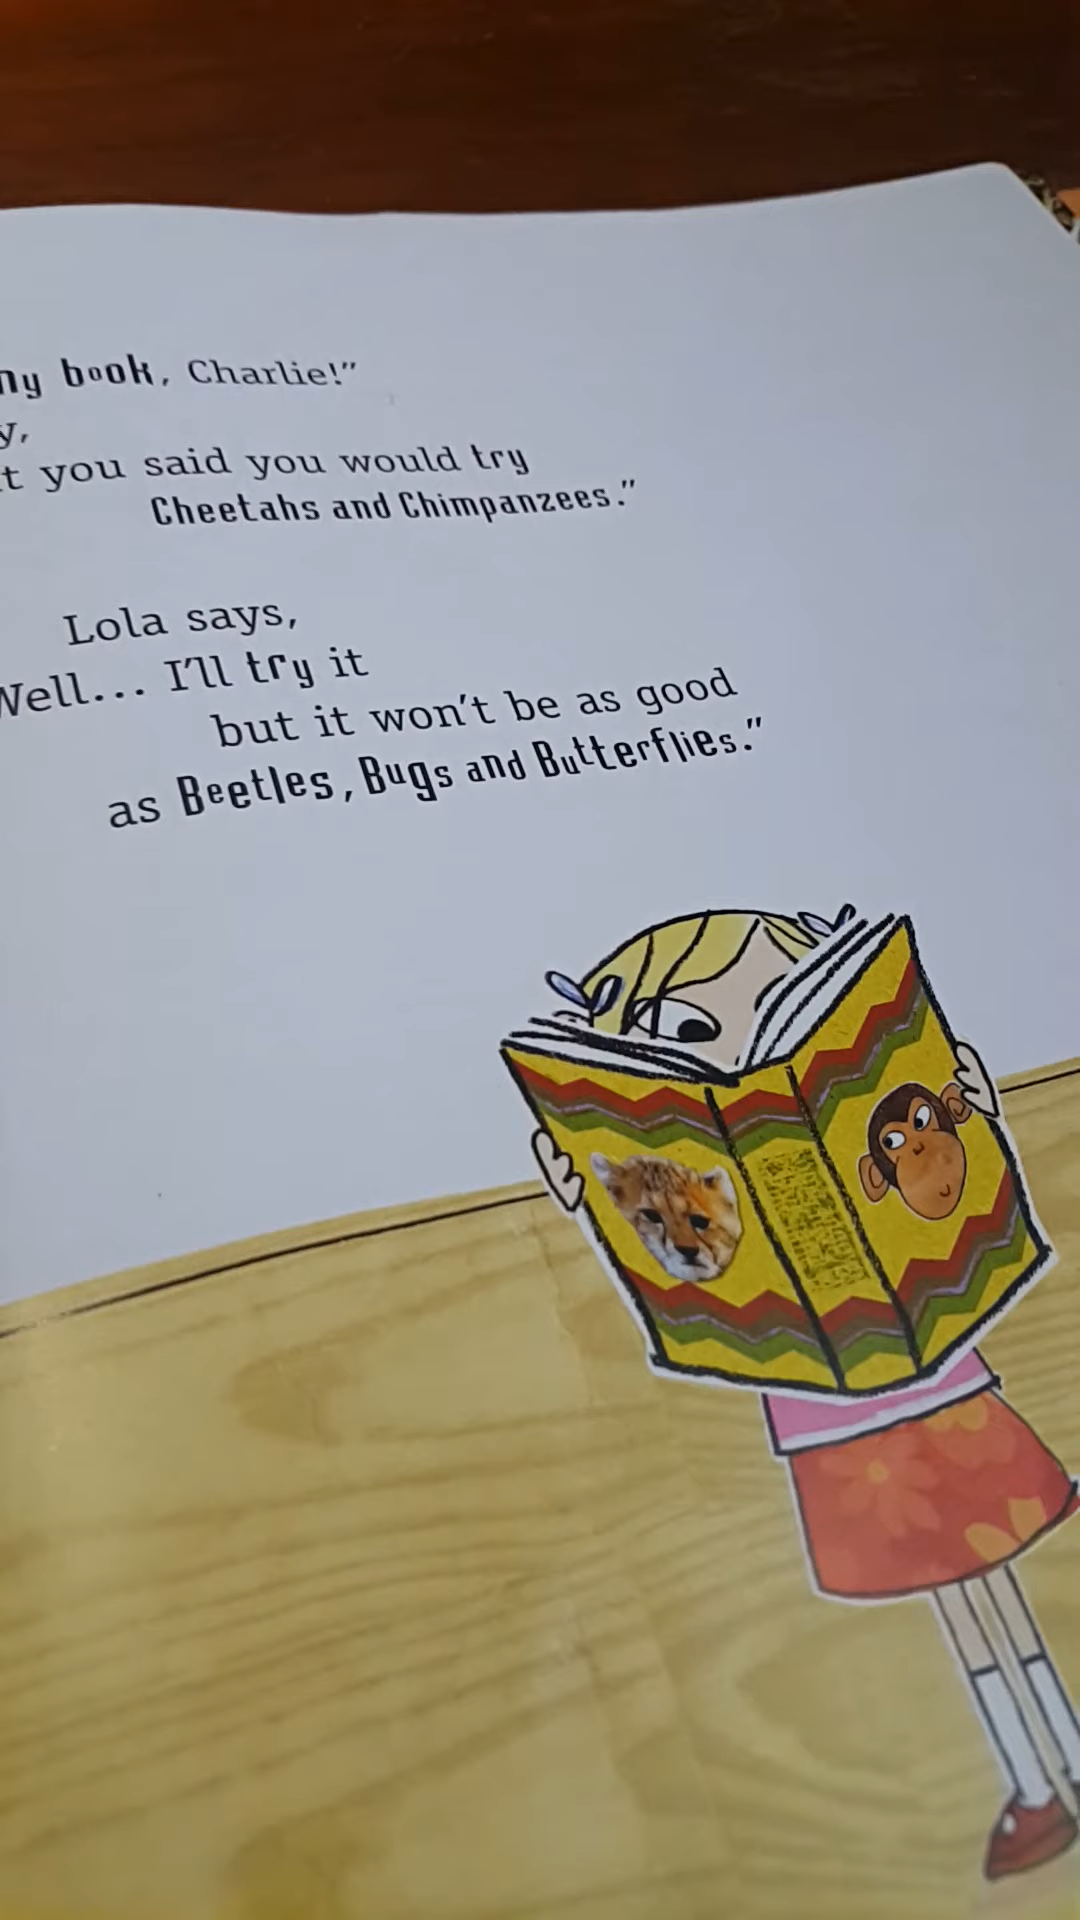 book, Charlie!”
you said you would try
Cheetahs and Chimpanzees.”
Lola says,
Well... I’ll try it
but it won’t be as good
as Beetles, Bugs and Butterflies.”